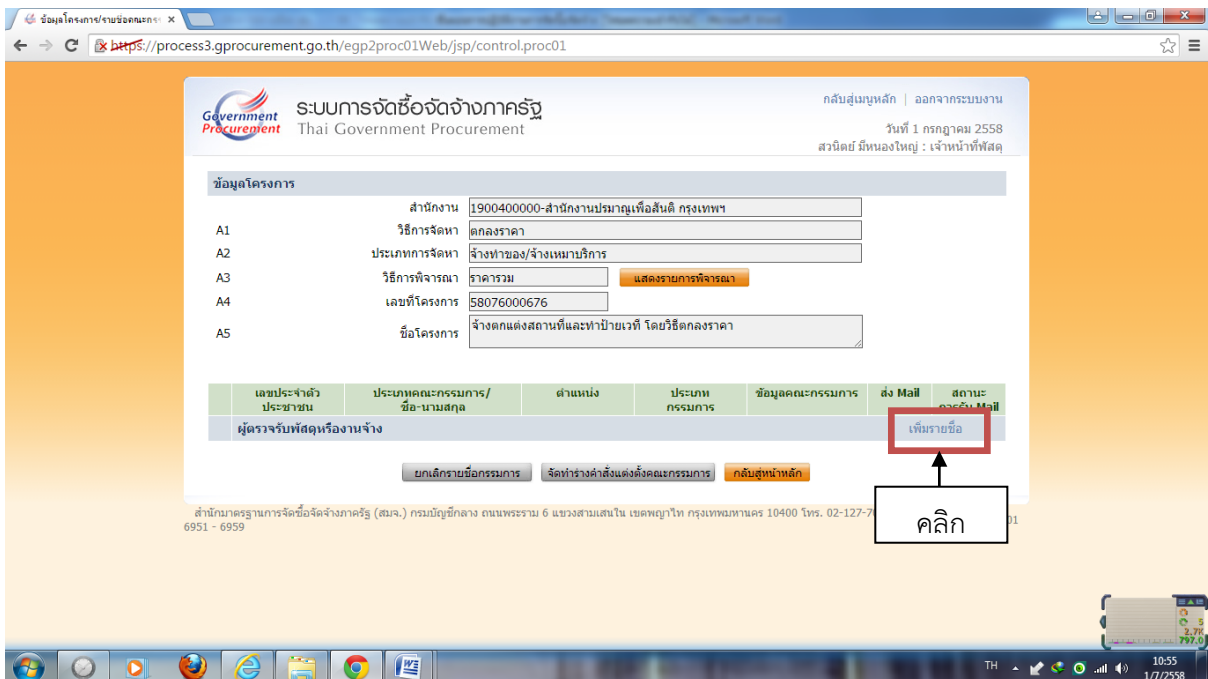 ข้อมูลโครงการ/รายชื่อคณะกร
https://process3.gprocurement.go.th/egp2proc01Web/jsp/control.proc01
Government Procurement
ระบบการจัดซื้อจัดจ้างภาครัฐ
Thai Government Procurement
กลับสู่เมนูหลัก | ออกจากระบบงาน
วันที่ 1 กรกฎาคม 2558
สวนิตย์ มีหนองใหญ่ : เจ้าหน้าที่พัสดุ
ข้อมูลโครงการ
สำนักงาน 1900400000-สำนักงานปรมาณูเพื่อสันติ กรุงเทพฯ
A1 วิธีการจัดหา ตกลงราคา
A2 ประเภทการจัดหา จ้างทำของ/จ้างเหมาบริการ
A3 วิธีการพิจารณา ราคารวม แสดงรายการพิจารณา
A4 เลขที่โครงการ 58076000676
A5 ชื่อโครงการ จ้างตกแต่งสถานที่และทำป้ายเวที โดยวิธีตกลงราคา
เลขประจำตัวประชาชน ประเภทคณะกรรมการ/ชื่อ-นามสกุล ตำแหน่ง ประเภทกรรมการ ข้อมูลคณะกรรมการ ส่ง Mail สถานะการรับ Mail
ผู้ตรวจรับพัสดุหรืองานจ้าง เพิ่มรายชื่อ
ยกเลิกรายชื่อกรรมการ จัดทำร่างคำสั่งแต่งตั้งคณะกรรมการ กลับสู่หน้าหลัก
คลิก
สำนักมาตรฐานการจัดซื้อจัดจ้างภาครัฐ (สมจ.) กรมบัญชีกลาง ถนนพระราม 6 แขวงสามเสนใน เขตพญาไท กรุงเทพมหานคร 10400 โทร. 02-127-70
6951 - 6959
01
5
2.7K
797.0
TH
10:55
1/7/2558